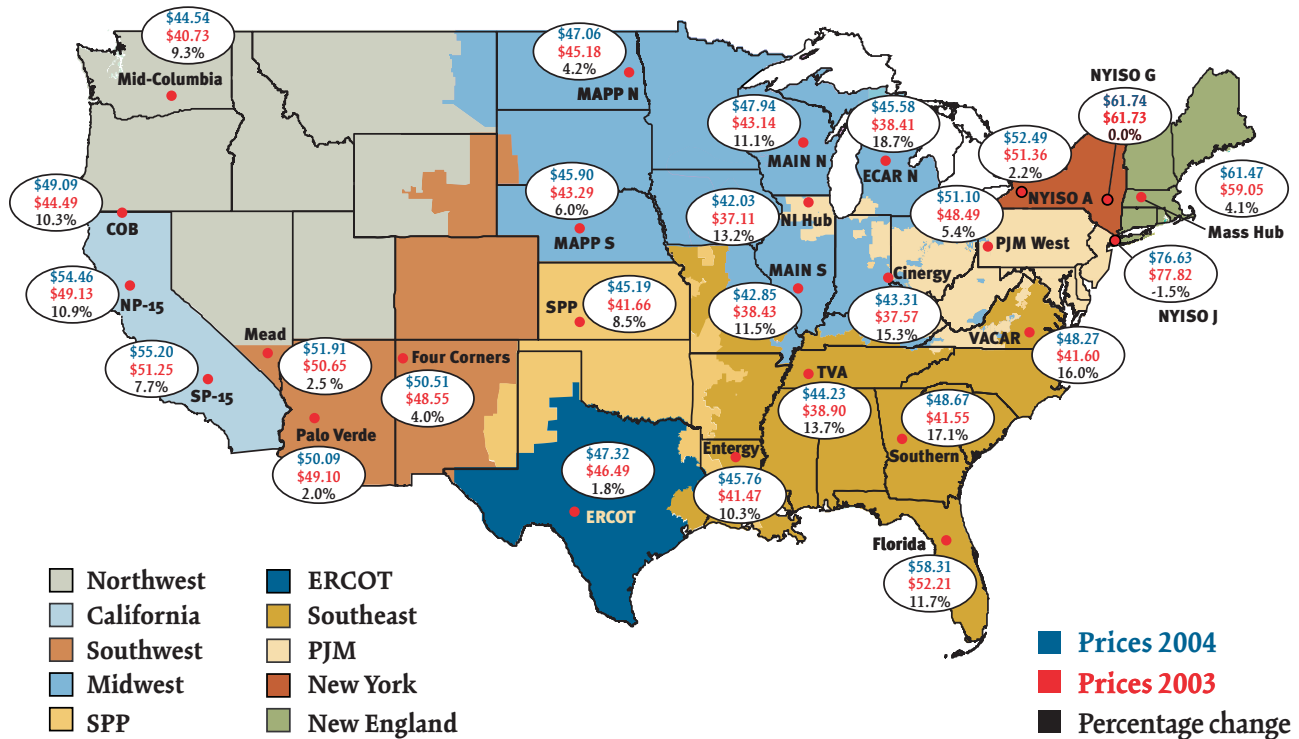 $44.54
$40.73
9.3%
Mid-Columbia
$47.06
$45.18
4.2%
MAPP N
$47.94
$43.14
11.1%
MAIN N
$45.58
$38.41
18.7%
ECAR N
NYISO G
$61.74
$61.73
0.0%
$52.49
$51.36
2.2%
NYISO A
$61.47
$59.05
4.1%
Mass Hub
$49.09
$44.49
10.3%
COB
$45.90
$43.29
6.0%
MAPP S
$42.03
$37.11
13.2%
NI Hub
$51.10
$48.49
5.4%
PJM West
$76.63
$77.82
-1.5%
NYISO J
$54.46
$49.13
10.9%
NP-15
SPP
$45.19
$41.66
8.5%
MAIN S
$42.85
$38.43
11.5%
Cinergy
$43.31
$37.57
15.3%
VACAR
$48.27
$41.60
16.0%
Mead
$51.91
$50.65
2.5 %
$55.20
$51.25
7.7%
SP-15
Four Corners
$50.51
$48.55
4.0%
TVA
$44.23
$38.90
13.7%
$48.67
$41.55
17.1%
Southern
Palo Verde
$50.09
$49.10
2.0%
$47.32
$46.49
1.8%
ERCOT
Entergy
$45.76
$41.47
10.3%
Florida
$58.31
$52.21
11.7%
Northwest
California
Southwest
Midwest
SPP
ERCOT
Southeast
PJM
New York
New England
Prices 2004
Prices 2003
Percentage change